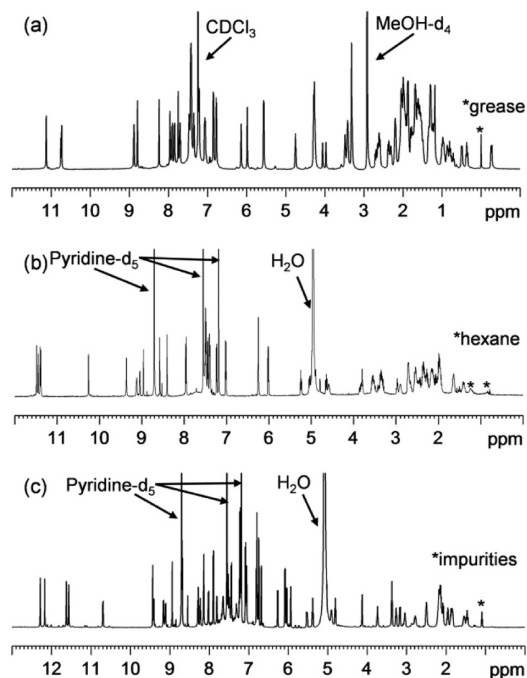 (a)
CDCl3
MeOH-d4
*grease
*
11 10 9 8 7 6 5 4 3 2 1 ppm
(b)
Pyridine-d5
H2O
*hexane
* *
11 10 9 8 7 6 5 4 3 2 1 ppm
(c)
Pyridine-d5
H2O
*impurities
*
12 11 10 9 8 7 6 5 4 3 2 1 ppm